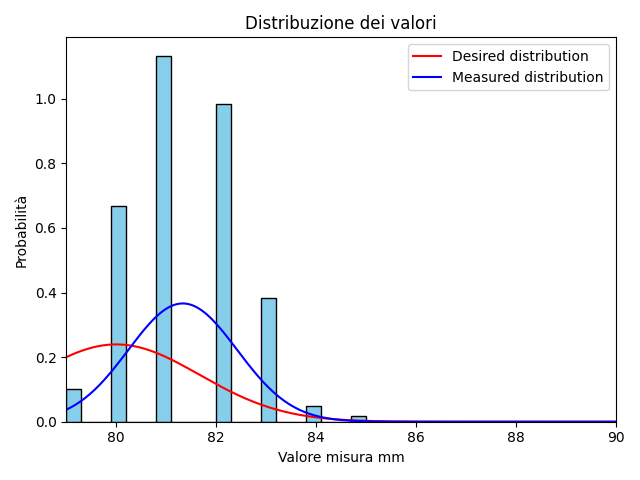 Distribuzione dei valori
Desired distribution
Measured distribution
Probabilità
1.0
0.8
0.6
0.4
0.2
0.0
80 82 84 86 88 90
Valore misura mm